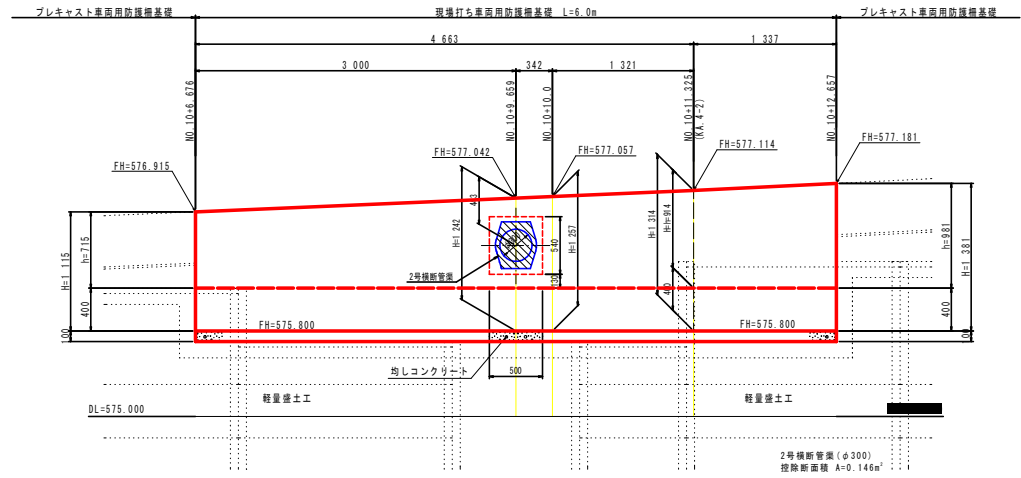 プレキャスト車両用防護柵基礎
現場打ち車両用防護柵基礎 L=6.0m
プレキャスト車両用防護柵基礎
4 663
1 337
3 000
342
1 321
NO.10+6.676
NO.10+9.659
NO.10+10.0
NO.10+11.325
(KA.4-2)
NO.10+12.657
FH=576.915
FH=577.042
FH=577.057
FH=577.114
FH=577.181
H=1 115
h=715
400
100
H=1 242
443
540
130
H=1 257
H=1 314
H=h=914
400
h=981
H=1 381
400
100
2号横断管渠
FH=575.800
FH=575.800
均しコンクリート
500
軽量盛土工
軽量盛土工
DL=575.000
2号横断管渠(φ300)
控除断面積 A=0.146m²